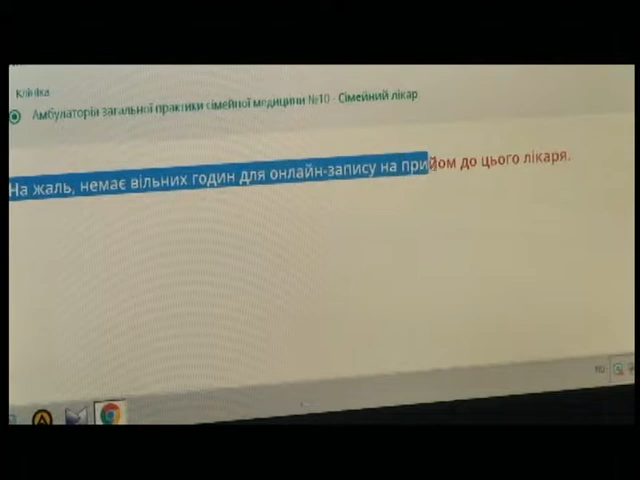 Клініка
Амбулаторія загальної практики сімейної медицини №10 - Сімейний лікар
На жаль, немає вільних годин для онлайн-запису на прийом до цього лікаря.